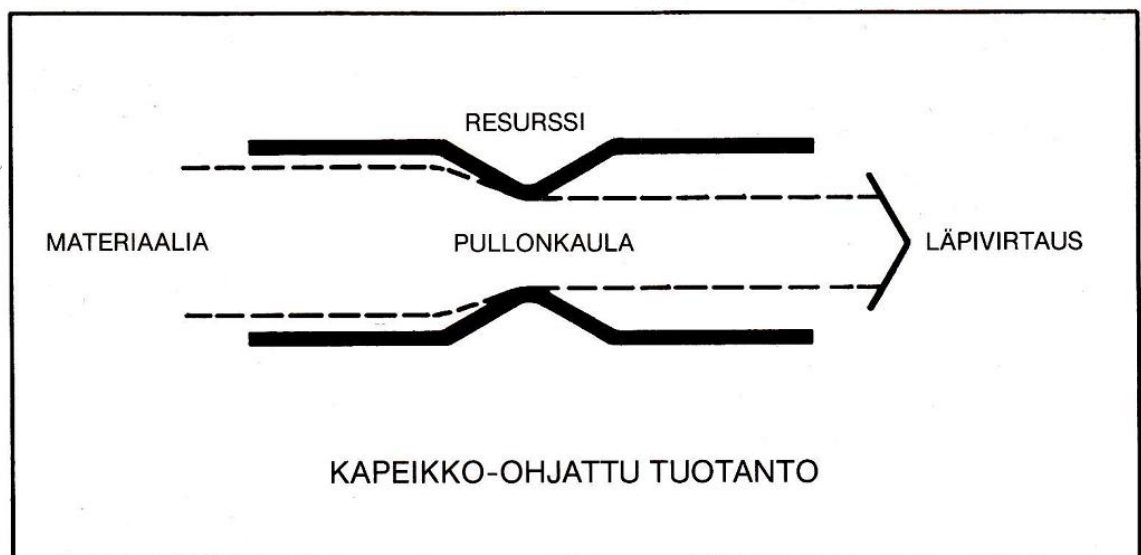 RESURSSI
MATERIAALIA
PULLONKAULA
LÄPIVIRTAUS
KAPEIKKO-OHJATTU TUOTANTO